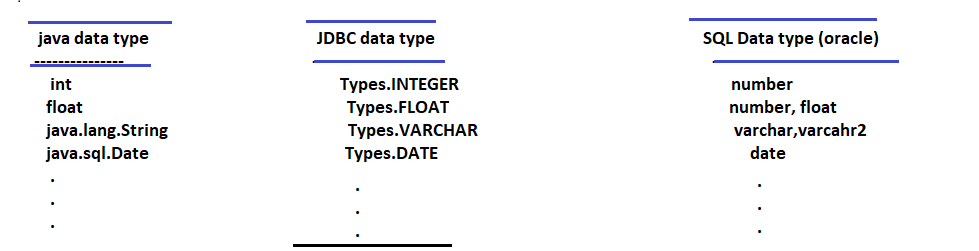 java data type JDBC data type SQL Data type (oracle)
---------------
int Types.INTEGER number
float Types.FLOAT number, float
java.lang.String Types.VARCHAR varchar,varcahr2
java.sql.Date Types.DATE date
. . .
. . .
. . .